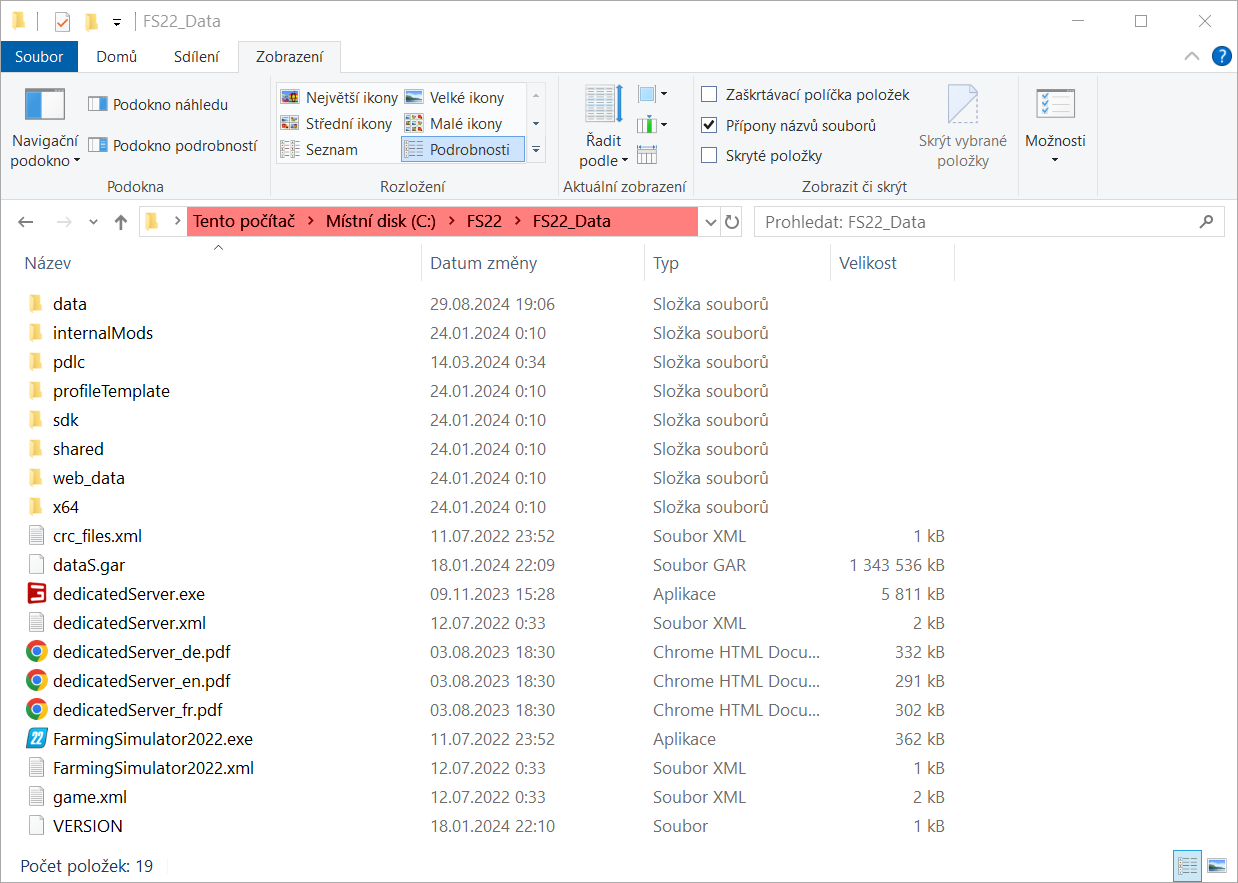 FS22_Data
Soubor Domů Sdílení Zobrazení
Navigační podokno
Podokno náhledu
Podokno podrobností
Podokna
Největší ikony Velké ikony
Střední ikony Malé ikony
Seznam Podrobnosti
Rozložení
Řadit podle
Aktuální zobrazení
Zaškrtávací políčka položek
Přípony názvů souborů
Skryté položky
Skrýt vybrané položky
Zobrazit či skrýt
Možnosti
Tento počítač Místní disk (C:) FS22 FS22_Data
Prohledat: FS22_Data
Název Datum změny Typ Velikost
data 29.08.2024 19:06 Složka souborů
internalMods 24.01.2024 0:10 Složka souborů
pdlc 14.03.2024 0:34 Složka souborů
profileTemplate 24.01.2024 0:10 Složka souborů
sdk 24.01.2024 0:10 Složka souborů
shared 24.01.2024 0:10 Složka souborů
web_data 24.01.2024 0:10 Složka souborů
x64 24.01.2024 0:10 Složka souborů
crc_files.xml 11.07.2022 23:52 Soubor XML 1 kB
dataS.gar 18.01.2024 22:09 Soubor GAR 1 343 536 kB
dedicatedServer.exe 09.11.2023 15:28 Aplikace 5 811 kB
dedicatedServer.xml 12.07.2022 0:33 Soubor XML 2 kB
dedicatedServer_de.pdf 03.08.2023 18:30 Chrome HTML Docu... 332 kB
dedicatedServer_en.pdf 03.08.2023 18:30 Chrome HTML Docu... 291 kB
dedicatedServer_fr.pdf 03.08.2023 18:30 Chrome HTML Docu... 302 kB
22 FarmingSimulator2022.exe 11.07.2022 23:52 Aplikace 362 kB
FarmingSimulator2022.xml 12.07.2022 0:33 Soubor XML 1 kB
game.xml 12.07.2022 0:33 Soubor XML 2 kB
VERSION 18.01.2024 22:10 Soubor 1 kB
Počet položek: 19